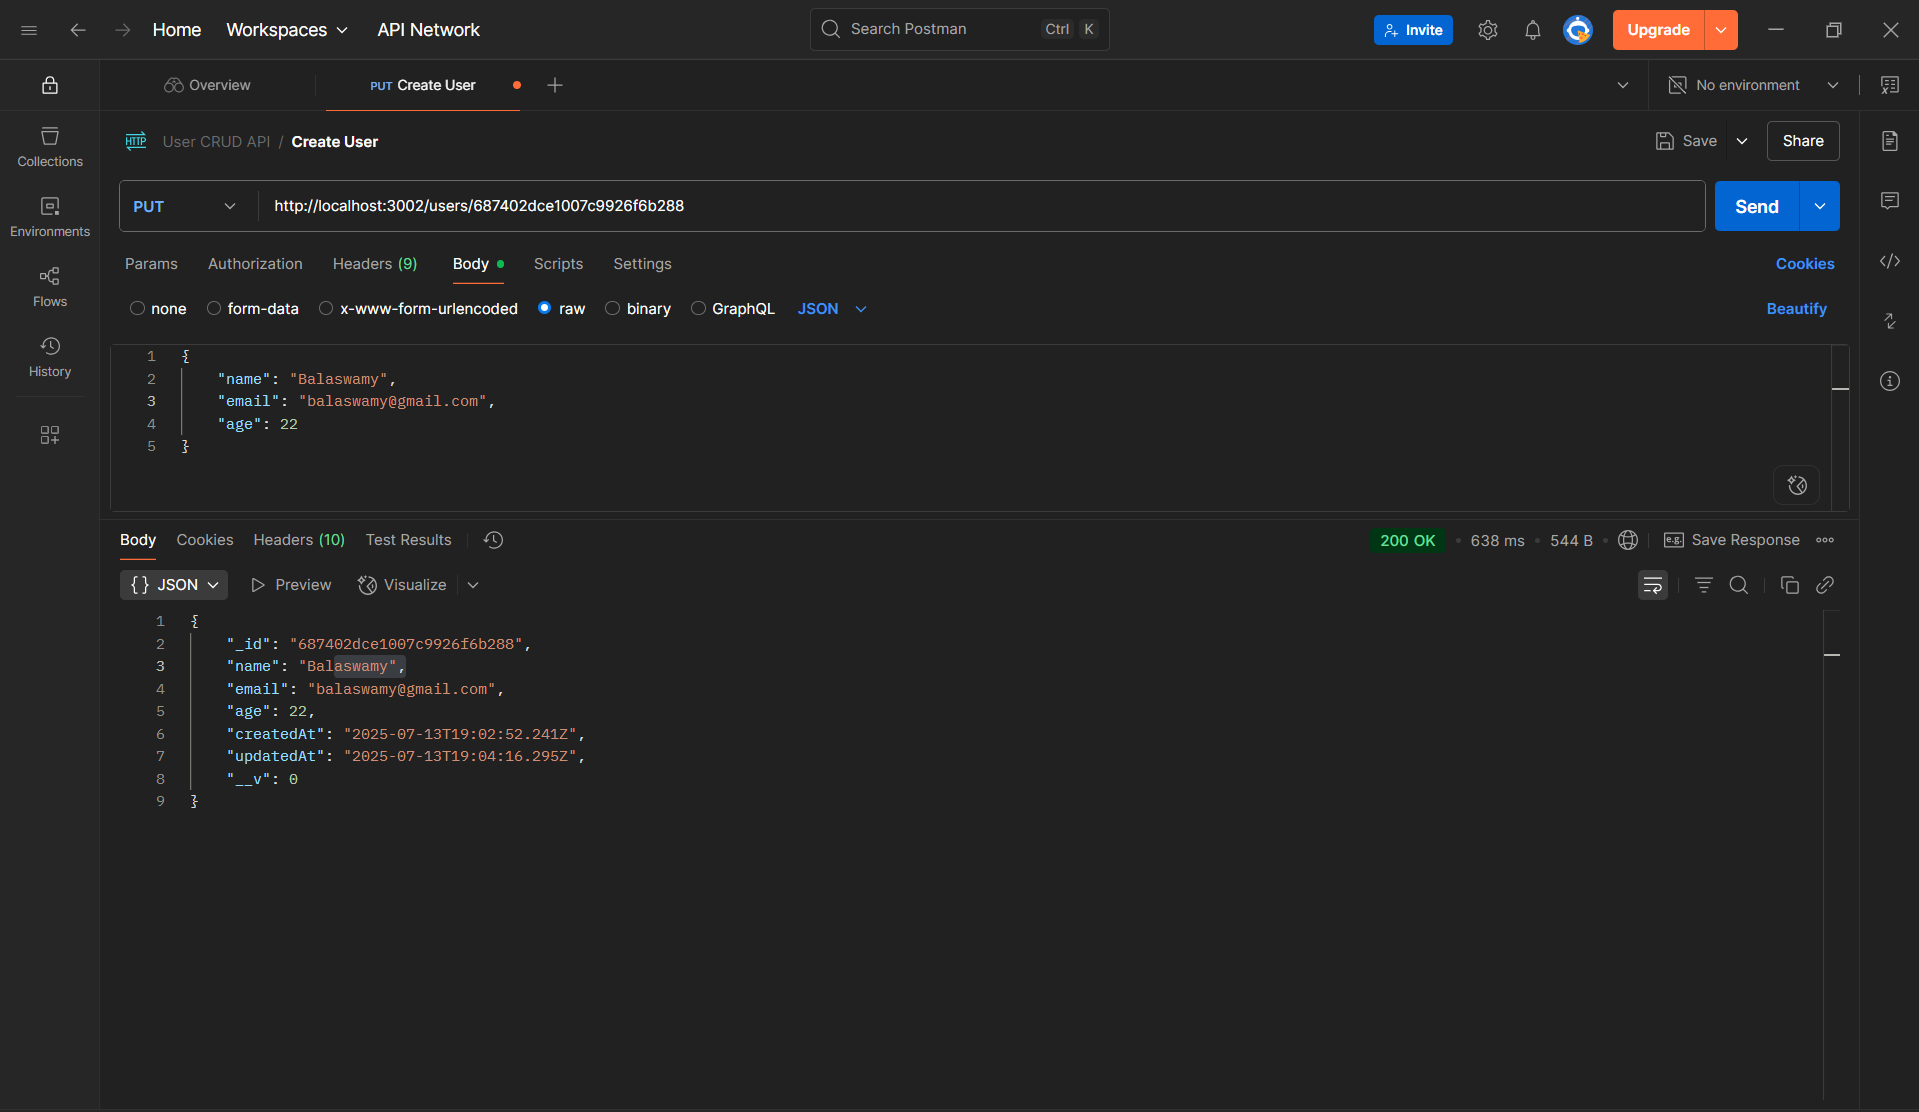 Home Workspaces API Network Search Postman Ctrl K Invite Upgrade
Overview PUT Create User No environment
HTTP User CRUD API / Create User Save Share
Collections
PUT http://localhost:3002/users/687402dce1007c9926f6b288 Send
Environments
Params Authorization Headers (9) Body Scripts Settings Cookies
Flows
none form-data x-www-form-urlencoded raw binary GraphQL JSON Beautify
History
1 {
2 "name": "Balaswamy",
3 "email": "balaswamy@gmail.com",
4 "age": 22
5 }
Body Cookies Headers (10) Test Results 200 OK 638 ms 544 B e.g. Save Response
{} JSON Preview Visualize
1 {
2 "_id": "687402dce1007c9926f6b288",
3 "name": "Balaswamy",
4 "email": "balaswamy@gmail.com",
5 "age": 22,
6 "createdAt": "2025-07-13T19:02:52.241Z",
7 "updatedAt": "2025-07-13T19:04:16.295Z",
8 "__v": 0
9 }